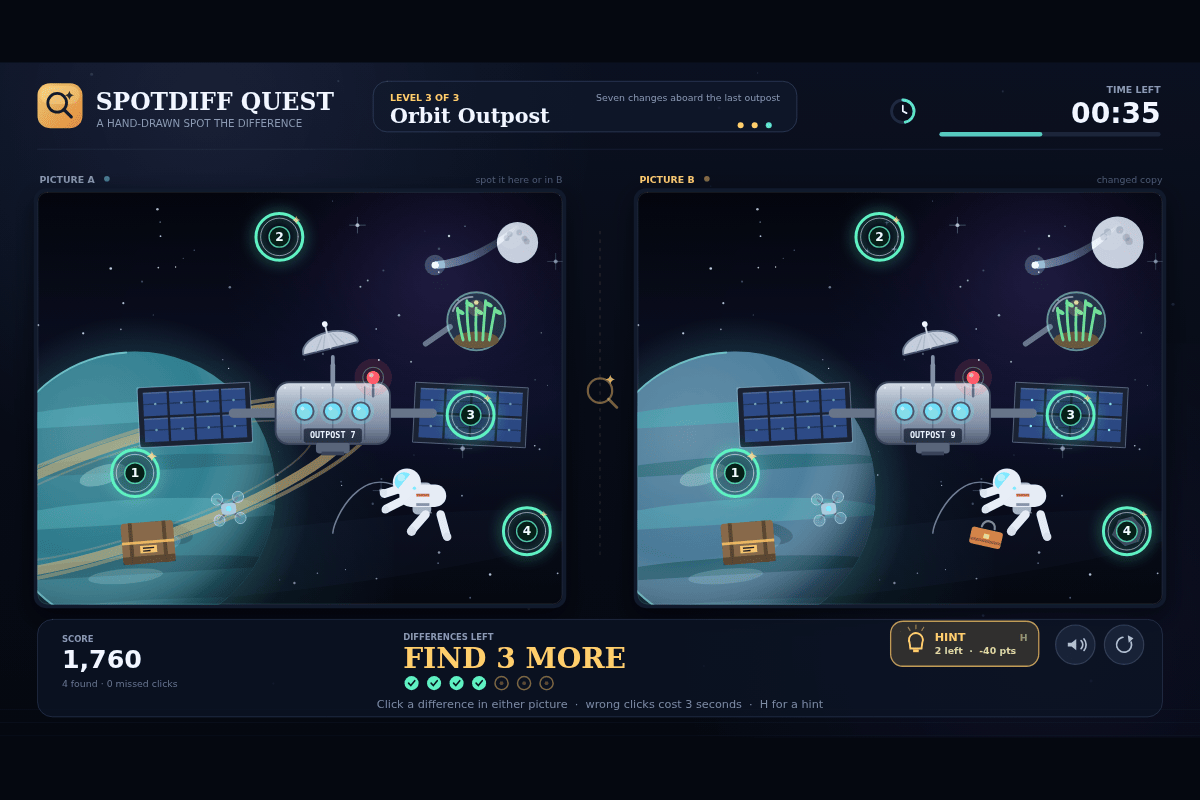 SPOTDIFF QUEST
A HAND-DRAWN SPOT THE DIFFERENCE
LEVEL 3 OF 3
Seven changes aboard the last outpost
Orbit Outpost
TIME LEFT
00:35
PICTURE A
spot it here or in B
PICTURE B
changed copy
2
2
3
3
OUTPOST 7
OUTPOST 9
1
1
4
4
SCORE
1,760
4 found · 0 missed clicks
DIFFERENCES LEFT
FIND 3 MORE
Click a difference in either picture · wrong clicks cost 3 seconds · H for a hint
HINT
H
2 left · -40 pts